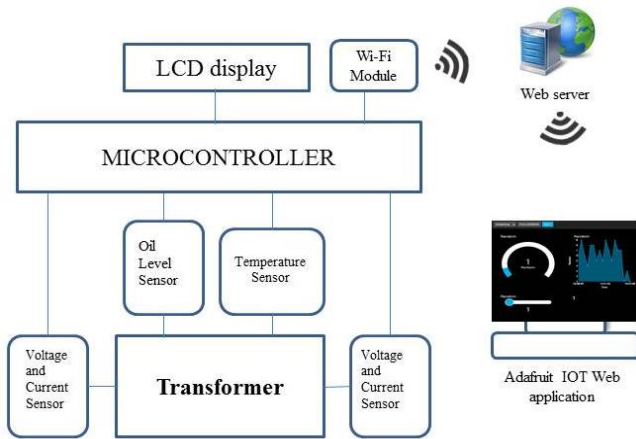 LCD display
Wi-Fi
Module
Web server
MICROCONTROLLER
Oil
Level
Sensor
Temperature
Sensor
Voltage
and
Current
Sensor
Transformer
Voltage
and
Current
Sensor
Adafruit IOT Web
application